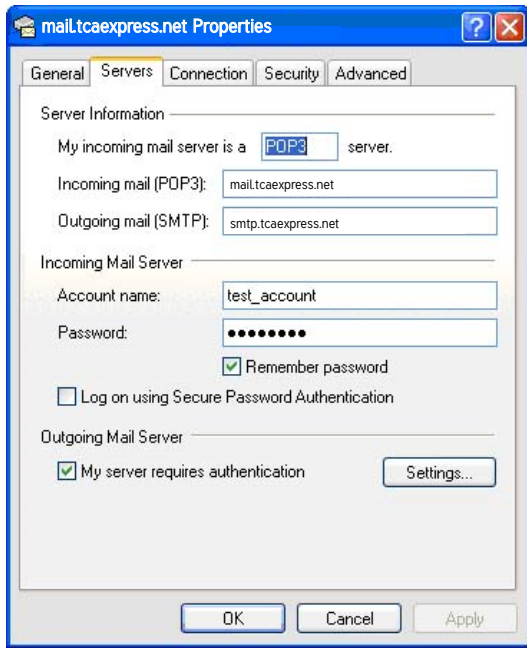 mail.tcaexpress.net Properties
General Servers Connection Security Advanced
Server Information
My incoming mail server is a POP3 server.
Incoming mail (POP3): mail.tcaexpress.net
Outgoing mail (SMTP): smtp.tcaexpress.net
Incoming Mail Server
Account name: test_account
Password: ●●●●●●●●
Remember password
Log on using Secure Password Authentication
Outgoing Mail Server
My server requires authentication Settings...
OK Cancel Apply